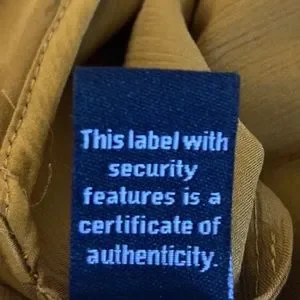 This label with
security
features is a
certificate of
authenticity.